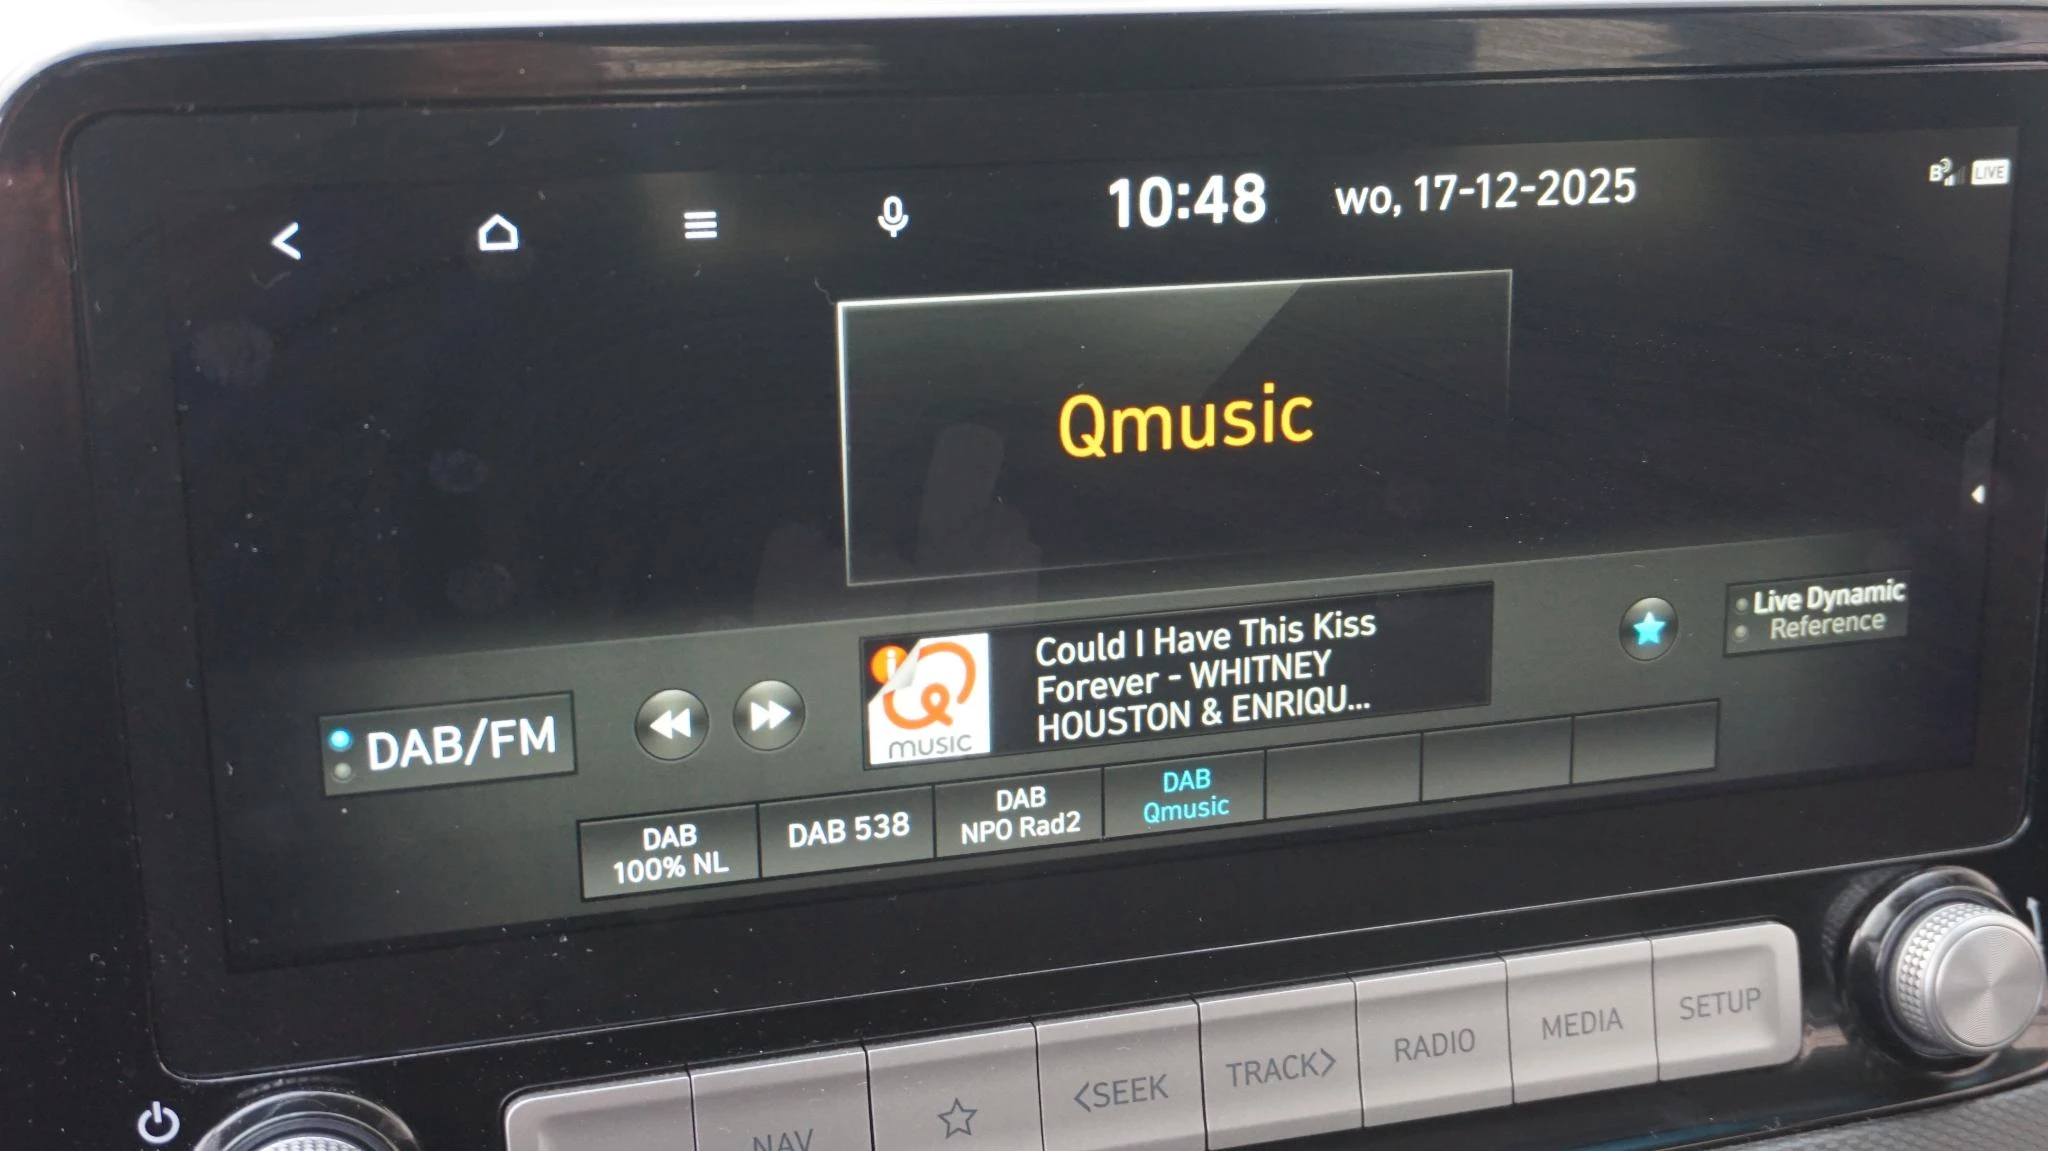 10:48 wo, 17-12-2025
LIVE
Qmusic
Could I Have This Kiss
Forever - WHITNEY
HOUSTON & ENRIQU...
i
Q
music
Live Dynamic
Reference
DAB/FM
DAB
100% NL
DAB 538
DAB
NPO Rad2
DAB
Qmusic
NAV
<SEEK
TRACK>
RADIO
MEDIA
SETUP